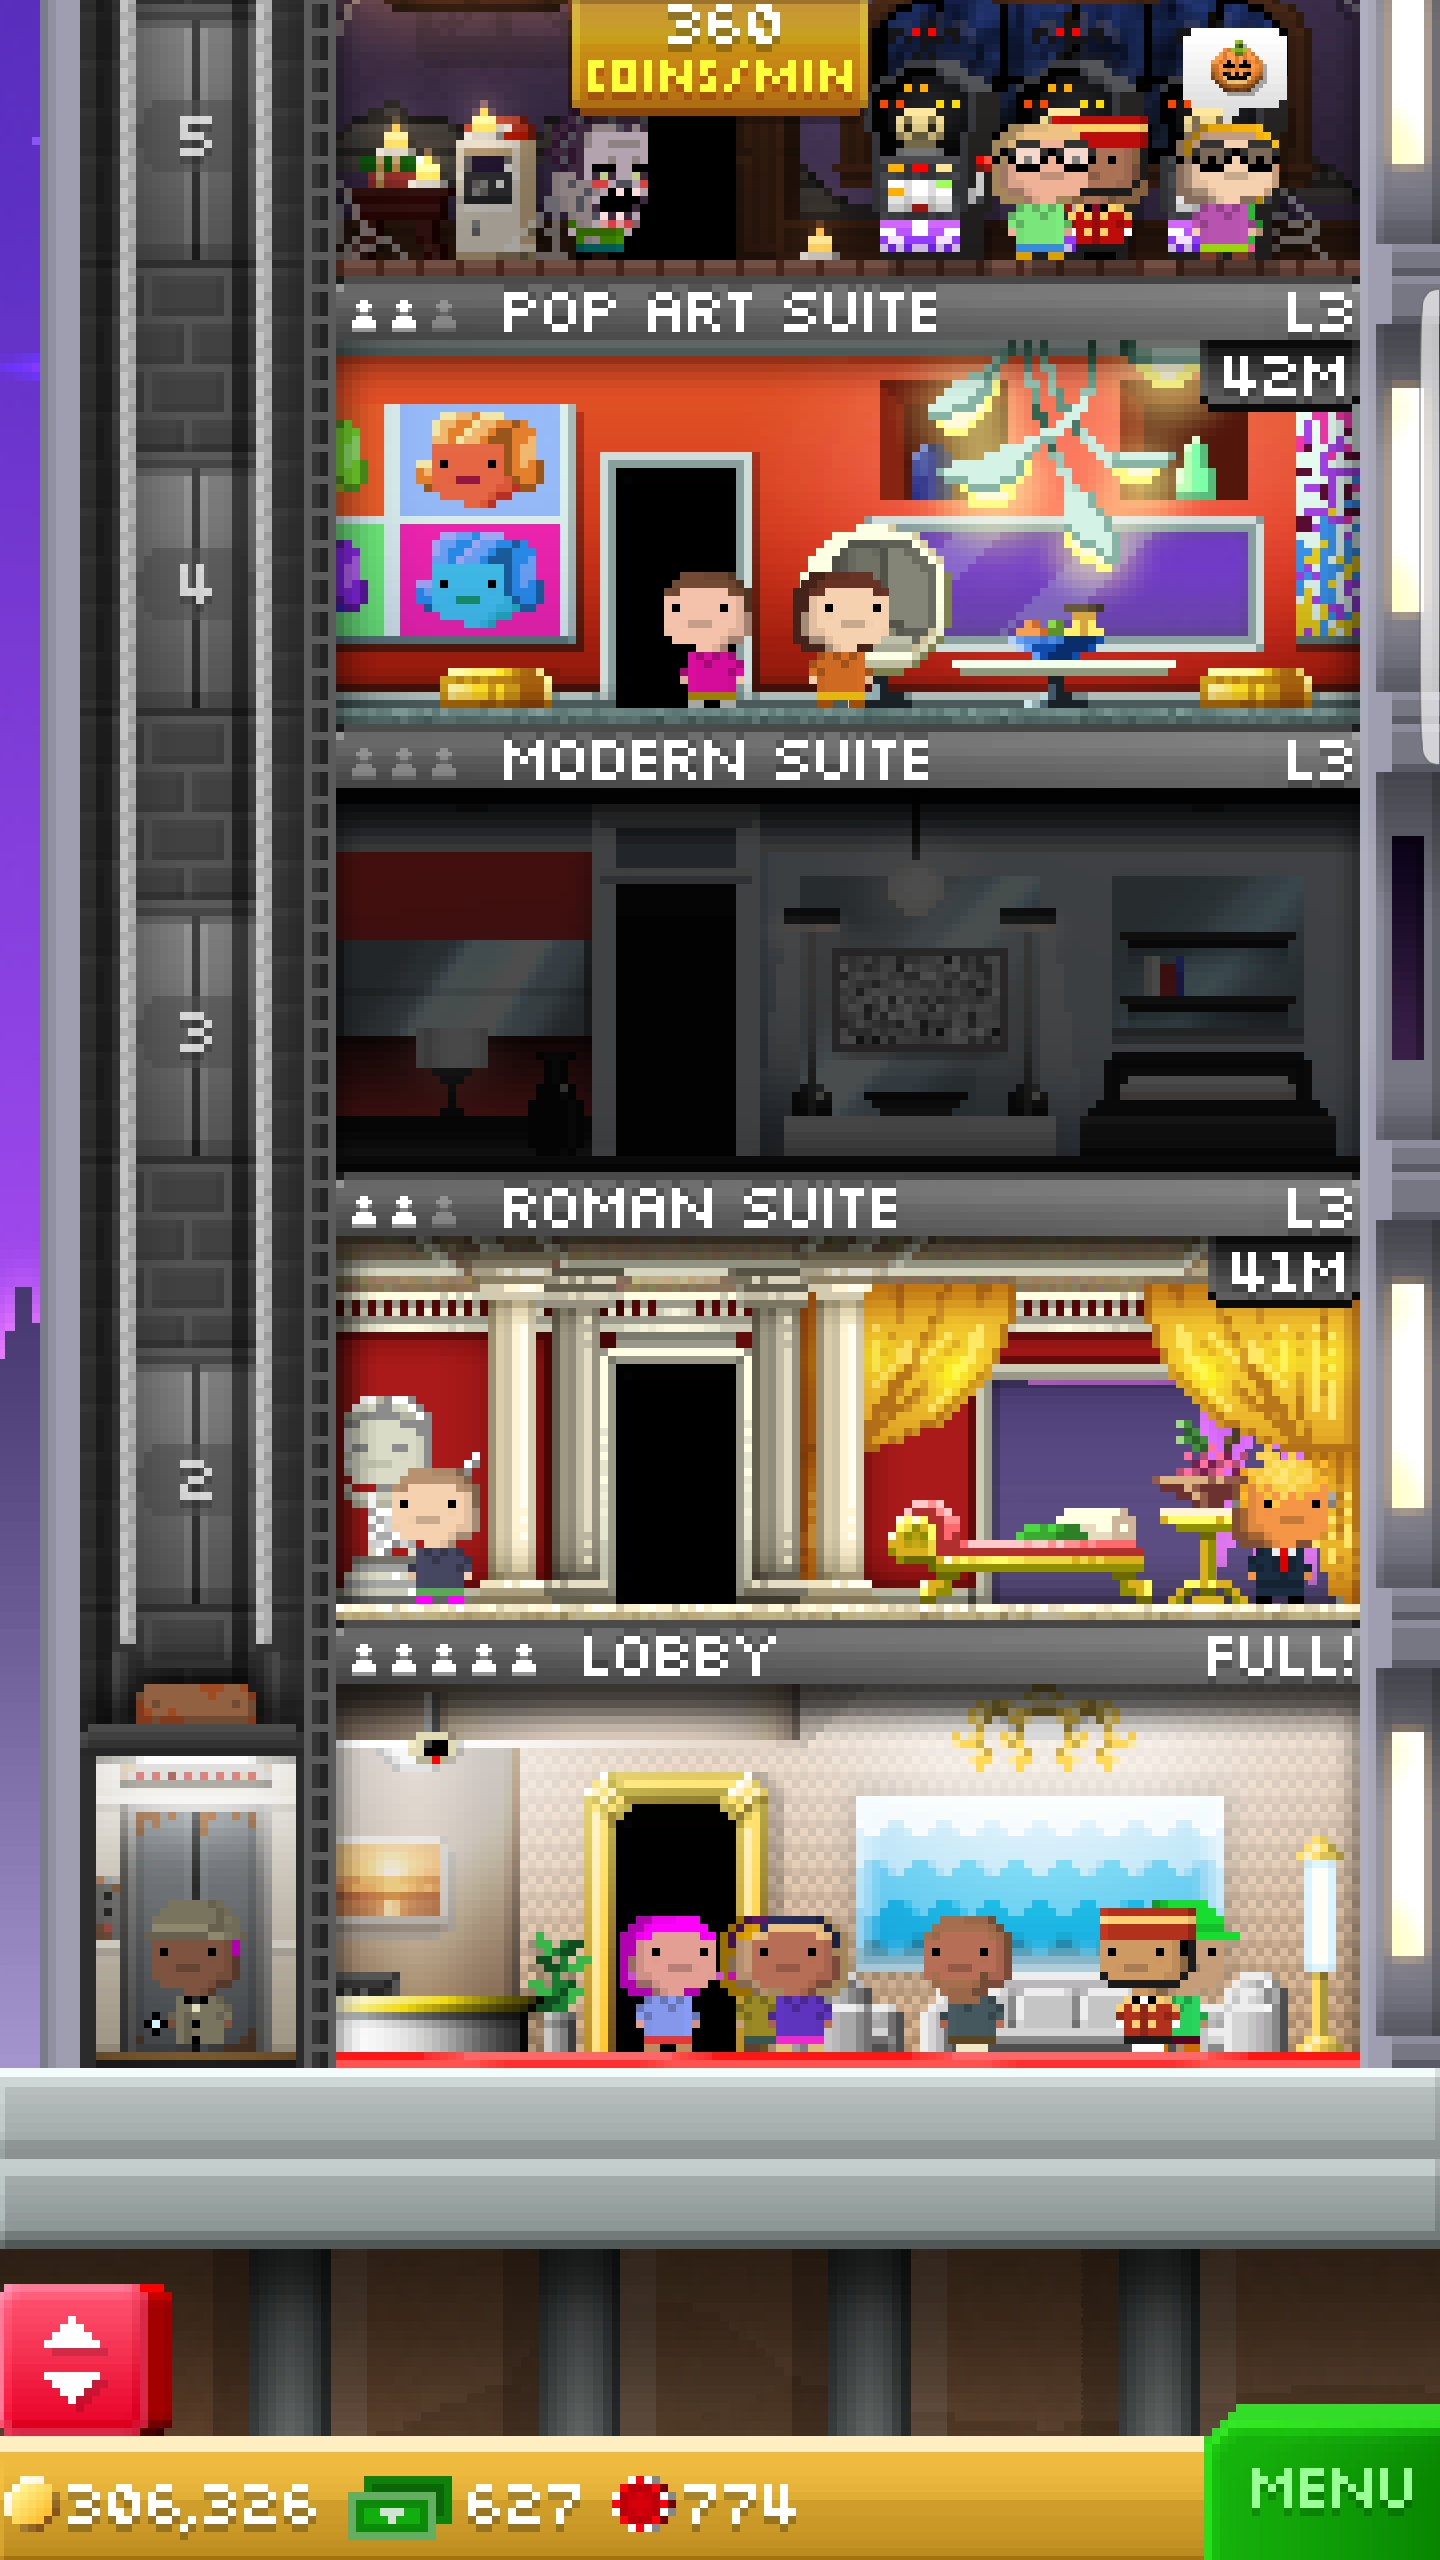 360
COINS/MIN
5
POP ART SUITE L3
42M
4
MODERN SUITE L3
3
ROMAN SUITE L3
41M
2
LOBBY FULL!
306,326 627 774
MENU